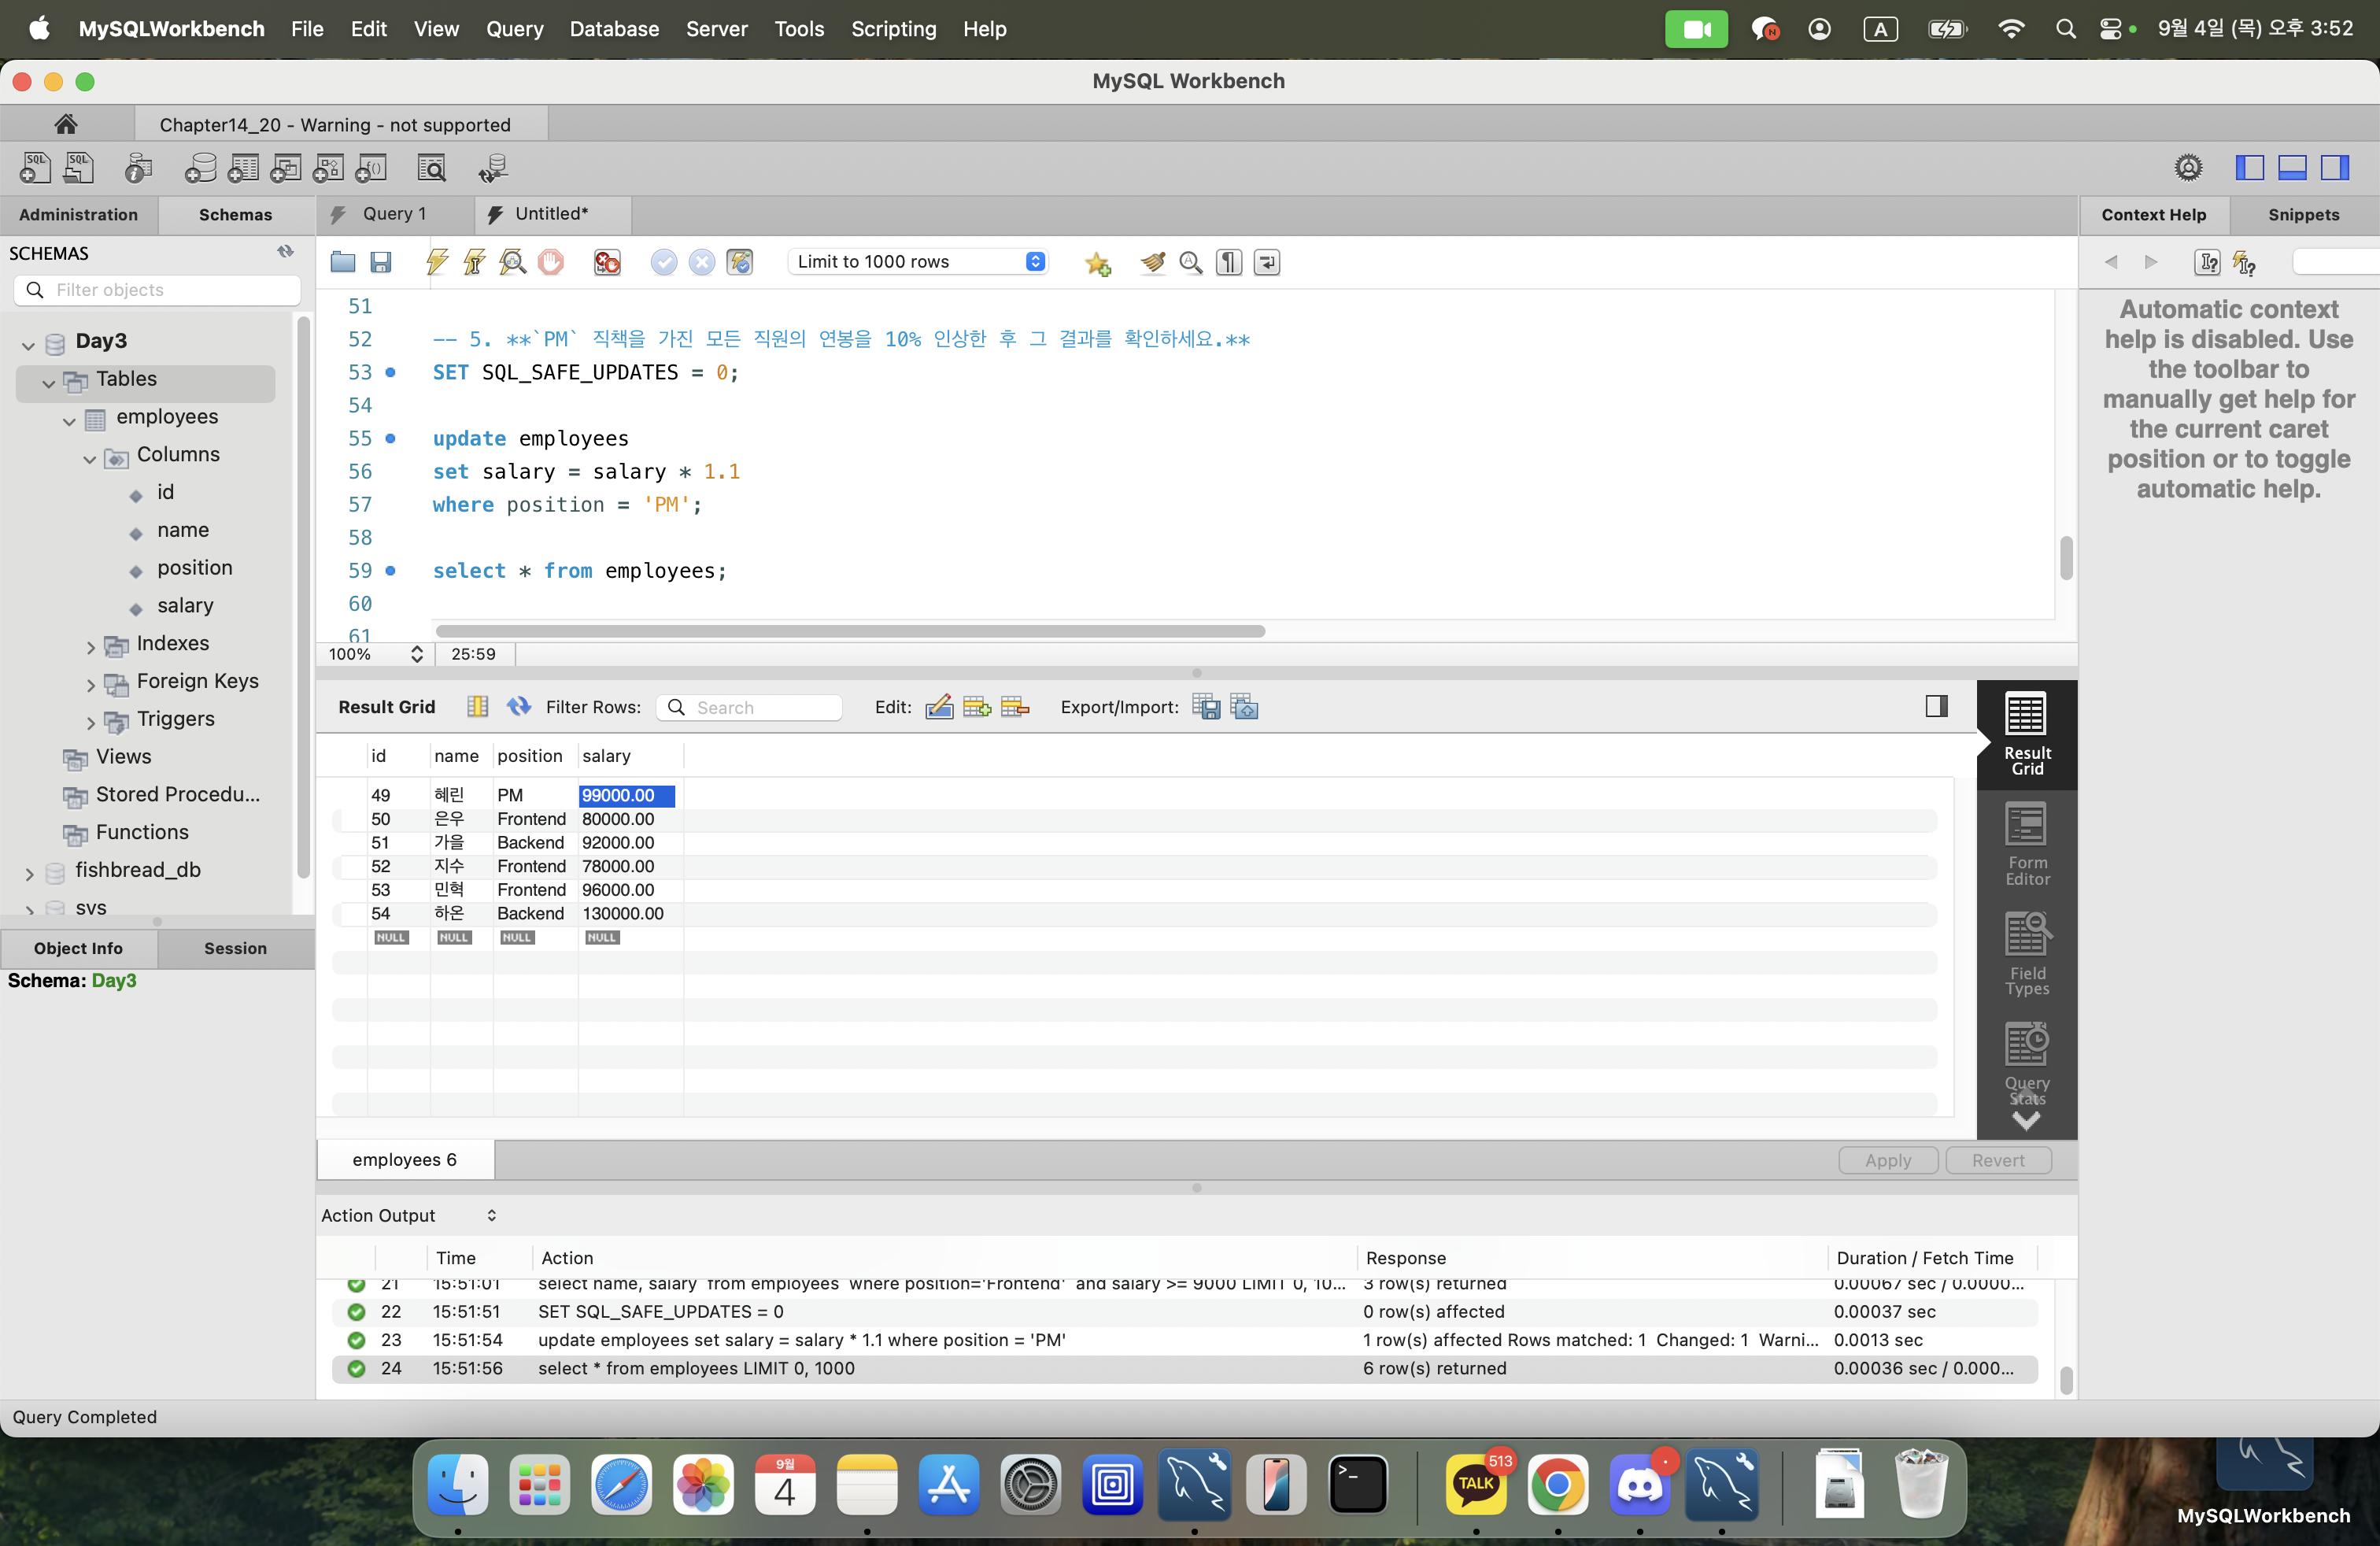 MySQLWorkbench File Edit View Query Database Server Tools Scripting Help
A 9월 4일 (목) 오후 3:52
MySQL Workbench
Chapter14_20 - Warning - not supported
Administration Schemas Query 1 Untitled* Context Help Snippets
SCHEMAS
Filter objects
Day3
Tables
employees
Columns
id
name
position
salary
Indexes
Foreign Keys
Triggers
Views
Stored Procedu...
Functions
fishbread_db
sys
Object Info Session
Schema: Day3
Limit to 1000 rows
51
52 -- 5. **`PM` 직책을 가진 모든 직원의 연봉을 10% 인상한 후 그 결과를 확인하세요.**
53 SET SQL_SAFE_UPDATES = 0;
54
55 update employees
56 set salary = salary * 1.1
57 where position = 'PM';
58
59 select * from employees;
60
61
100% 25:59
Automatic context
help is disabled. Use
the toolbar to
manually get help for
the current caret
position or to toggle
automatic help.
Result Grid Filter Rows: Search Edit: Export/Import:
id name position salary
49 혜린 PM 99000.00
50 은우 Frontend 80000.00
51 가을 Backend 92000.00
52 지수 Frontend 78000.00
53 민혁 Frontend 96000.00
54 하온 Backend 130000.00
NULL NULL NULL NULL
Result
Grid
Form
Editor
Field
Types
Query
Stats
employees 6 Apply Revert
Action Output
Time Action Response Duration / Fetch Time
21 15:51:01 select name, salary from employees where position='Frontend' and salary >= 9000 LIMIT 0, 10... 3 row(s) returned 0.00067 sec / 0.0000...
22 15:51:51 SET SQL_SAFE_UPDATES = 0 0 row(s) affected 0.00037 sec
23 15:51:54 update employees set salary = salary * 1.1 where position = 'PM' 1 row(s) affected Rows matched: 1 Changed: 1 Warni... 0.0013 sec
24 15:51:56 select * from employees LIMIT 0, 1000 6 row(s) returned 0.00036 sec / 0.000...
Query Completed
9월
4
TALK
513
MySQLWorkbench